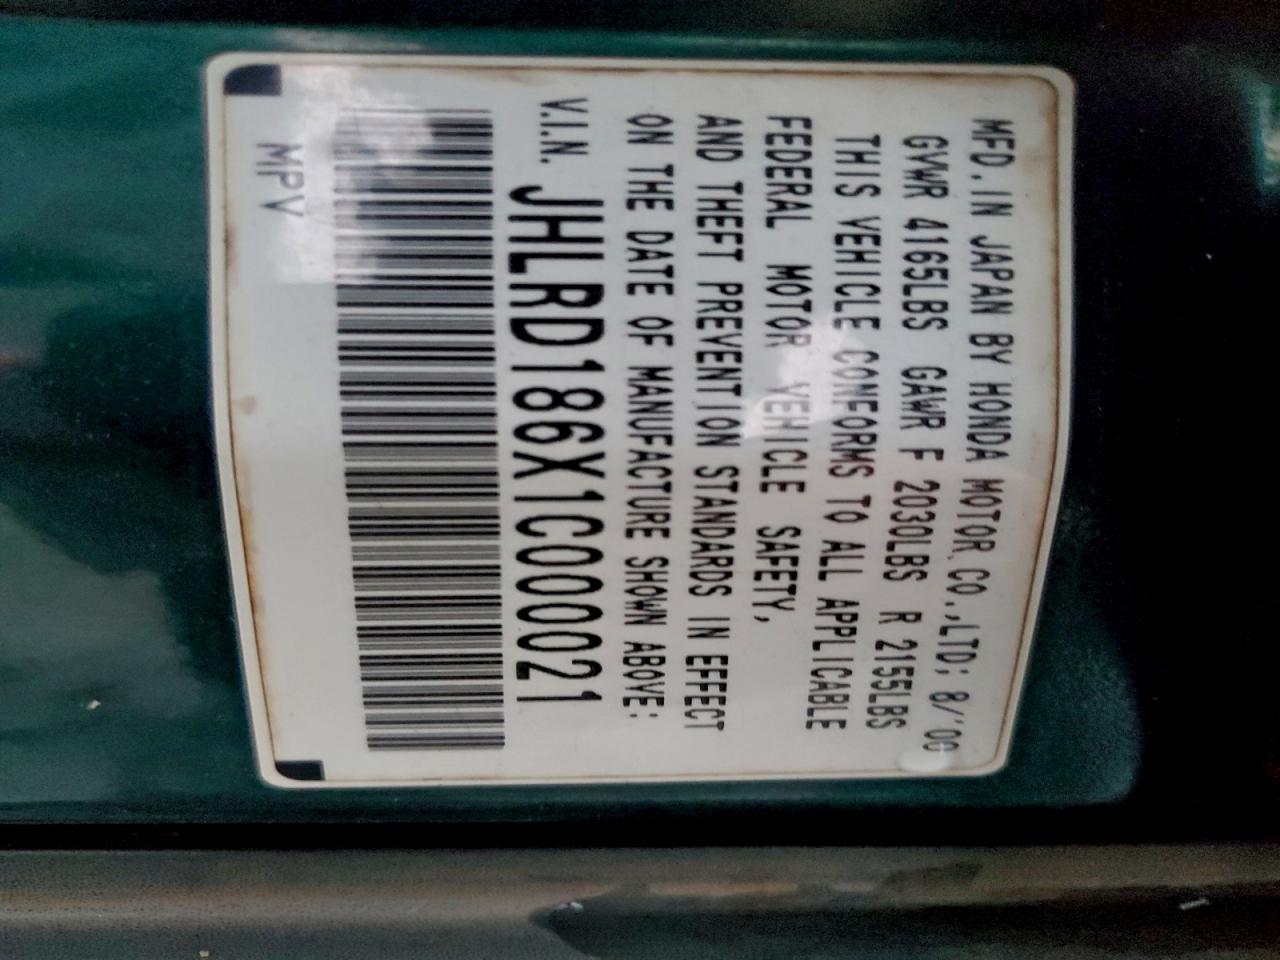 MFD. IN JAPAN BY HONDA MOTOR CO.,LTD; 8/'00
GVWR 4165LBS GAWR F 2030LBS R 2155LBS
THIS VEHICLE CONFORMS TO ALL APPLICABLE
FEDERAL MOTOR VEHICLE SAFETY,
AND THEFT PREVENTION STANDARDS IN EFFECT
ON THE DATE OF MANUFACTURE SHOWN ABOVE:
V.I.N. JHLRD186X1C000021
MPV